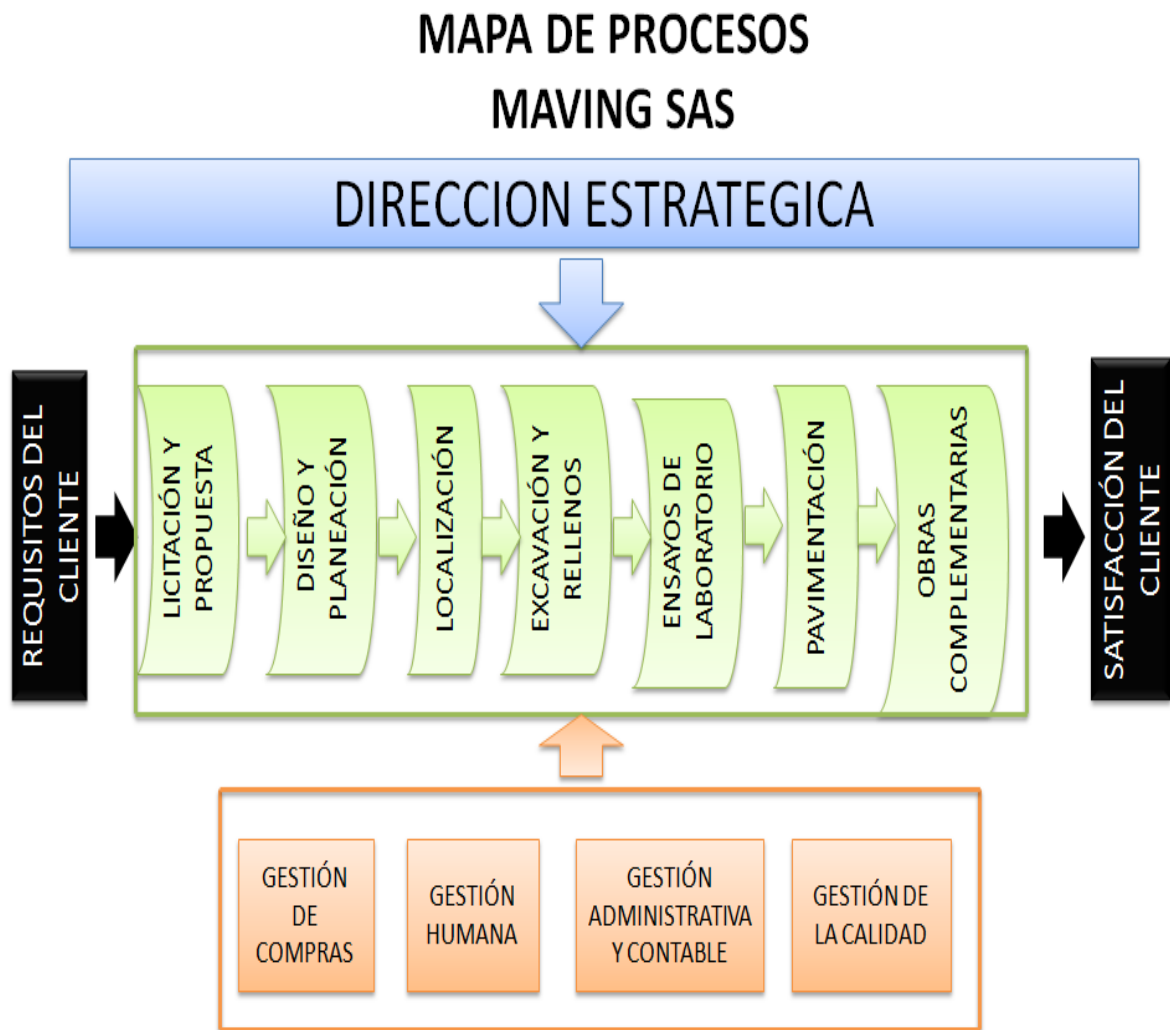 MAPA DE PROCESOS
MAVING SAS
DIRECCION ESTRATEGICA
REQUISITOS DEL
CLIENTE
LICITACIÓN Y
PROPUESTA
DISEÑO Y
PLANEACIÓN
LOCALIZACIÓN
EXCAVACIÓN Y
RELLENOS
ENSAYOS DE
LABORATORIO
PAVIMENTACIÓN
OBRAS
COMPLEMENTARIAS
SATISFACCIÓN DEL
CLIENTE
GESTIÓN
DE
COMPRAS
GESTIÓN
HUMANA
GESTIÓN
ADMINISTRATIVA
Y CONTABLE
GESTIÓN DE
LA CALIDAD